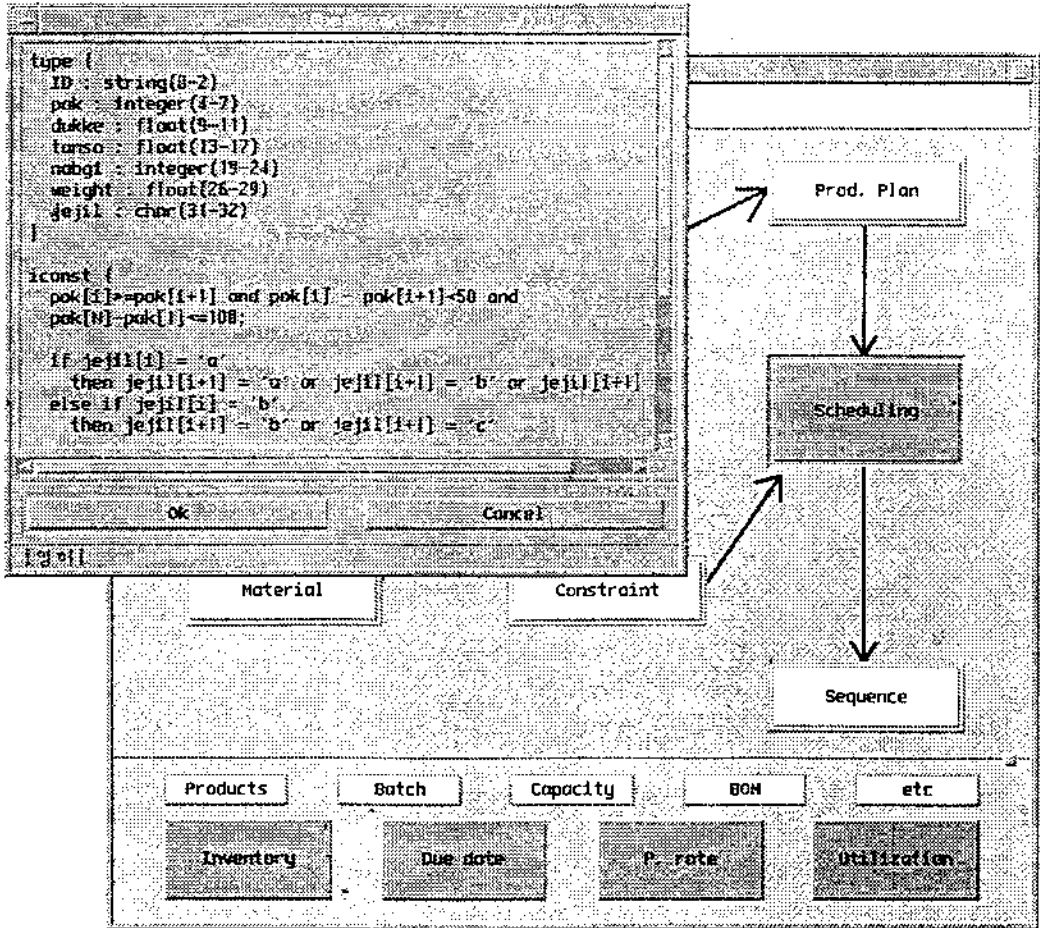 type {
ID : string(0-2)
pok : integer(4-7)
dukke : float(9-11)
tanso : float(13-17)
nabgi : integer(19-24)
weight : float(26-29)
jejil : char(31-32)
}
iconst {
pok[i]>=pok[i+1] and pok[i] - pok[i+1]<50 and
pok[N]-pok[1]<=100;
if jejil[i] = 'a'
then jejil[i+1] = 'a' or jejil[i+1] = 'b' or jejil[i+1]
else if jejil[i] = 'b'
then jejil[i+1] = 'b' or jejil[i+1] = 'c'
Ok
Cancel
Prod. Plan
Scheduling
Material
Constraint
Sequence
Products
Batch
Capacity
BOM
etc
Inventory
Due date
P. rate
Utilization